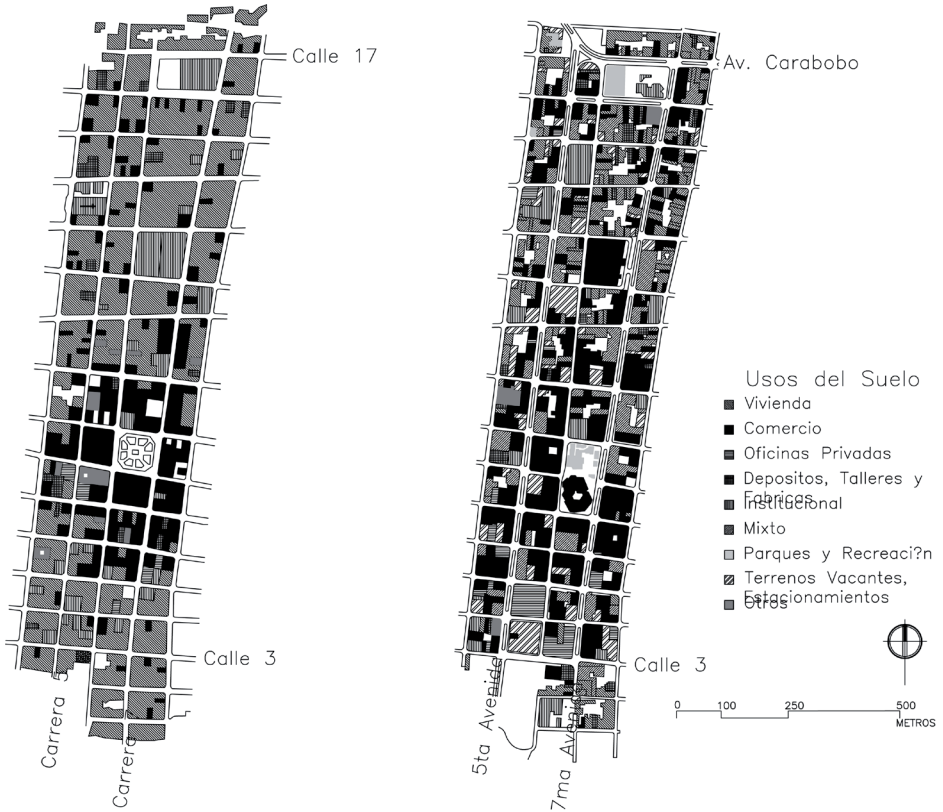 Calle 17
Av. Carabobo
Usos del Suelo
Vivienda
Comercio
Oficinas Privadas
Depositos, Talleres y
Fabricas
Institucional
Mixto
Parques y Recreaci?n
Terrenos Vacantes,
Estacionamientos
Otros
Calle 3
Calle 3
Carrera
Carrera
5ta Avenida
7ma Avenida
0 100 250 500
METROS